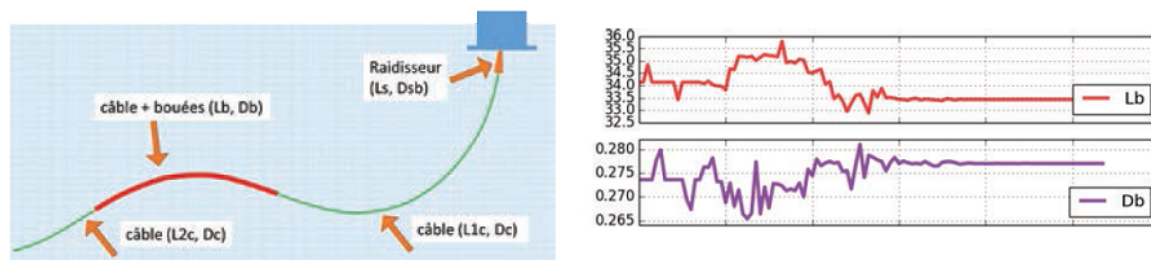 Raidisseur
(Ls, Dsb)
câble + bouées (Lb, Db)
câble (L2c, Dc)
câble (L1c, Dc)
36.0
35.5
35.0
34.5
34.0
33.5
33.0
32.5
Lb
0.280
0.275
0.270
0.265
Db